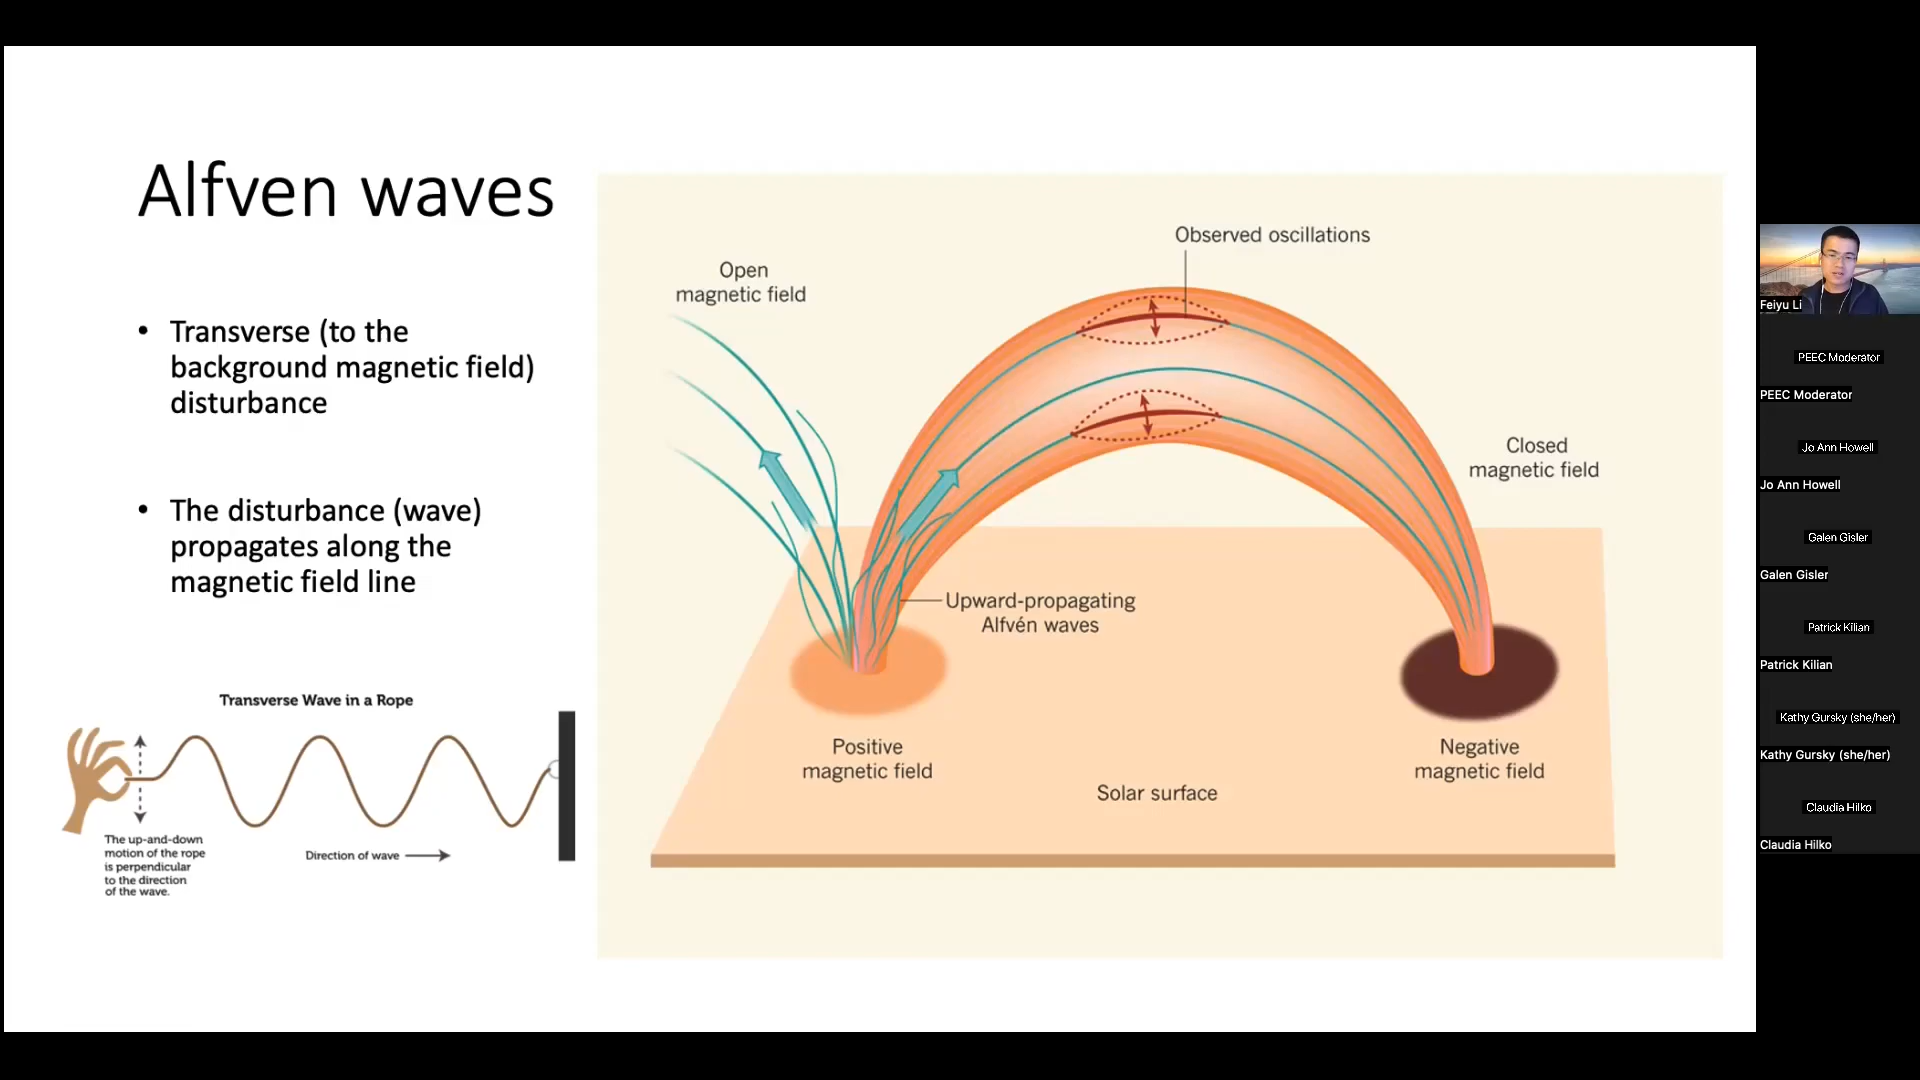 Alfven waves
• Transverse (to the
background magnetic field)
disturbance
• The disturbance (wave)
propagates along the
magnetic field line
Transverse Wave in a Rope
The up-and-down
motion of the rope
is perpendicular
to the direction
of the wave.
Direction of wave
Observed oscillations
Open
magnetic field
Closed
magnetic field
Upward-propagating
Alfvén waves
Positive
magnetic field
Negative
magnetic field
Solar surface
Feiyu Li
PEEC Moderator
PEEC Moderator
Jo Ann Howell
Jo Ann Howell
Galen Gisler
Galen Gisler
Patrick Kilian
Patrick Kilian
Kathy Gursky (she/her)
Kathy Gursky (she/her)
Claudia Hilko
Claudia Hilko